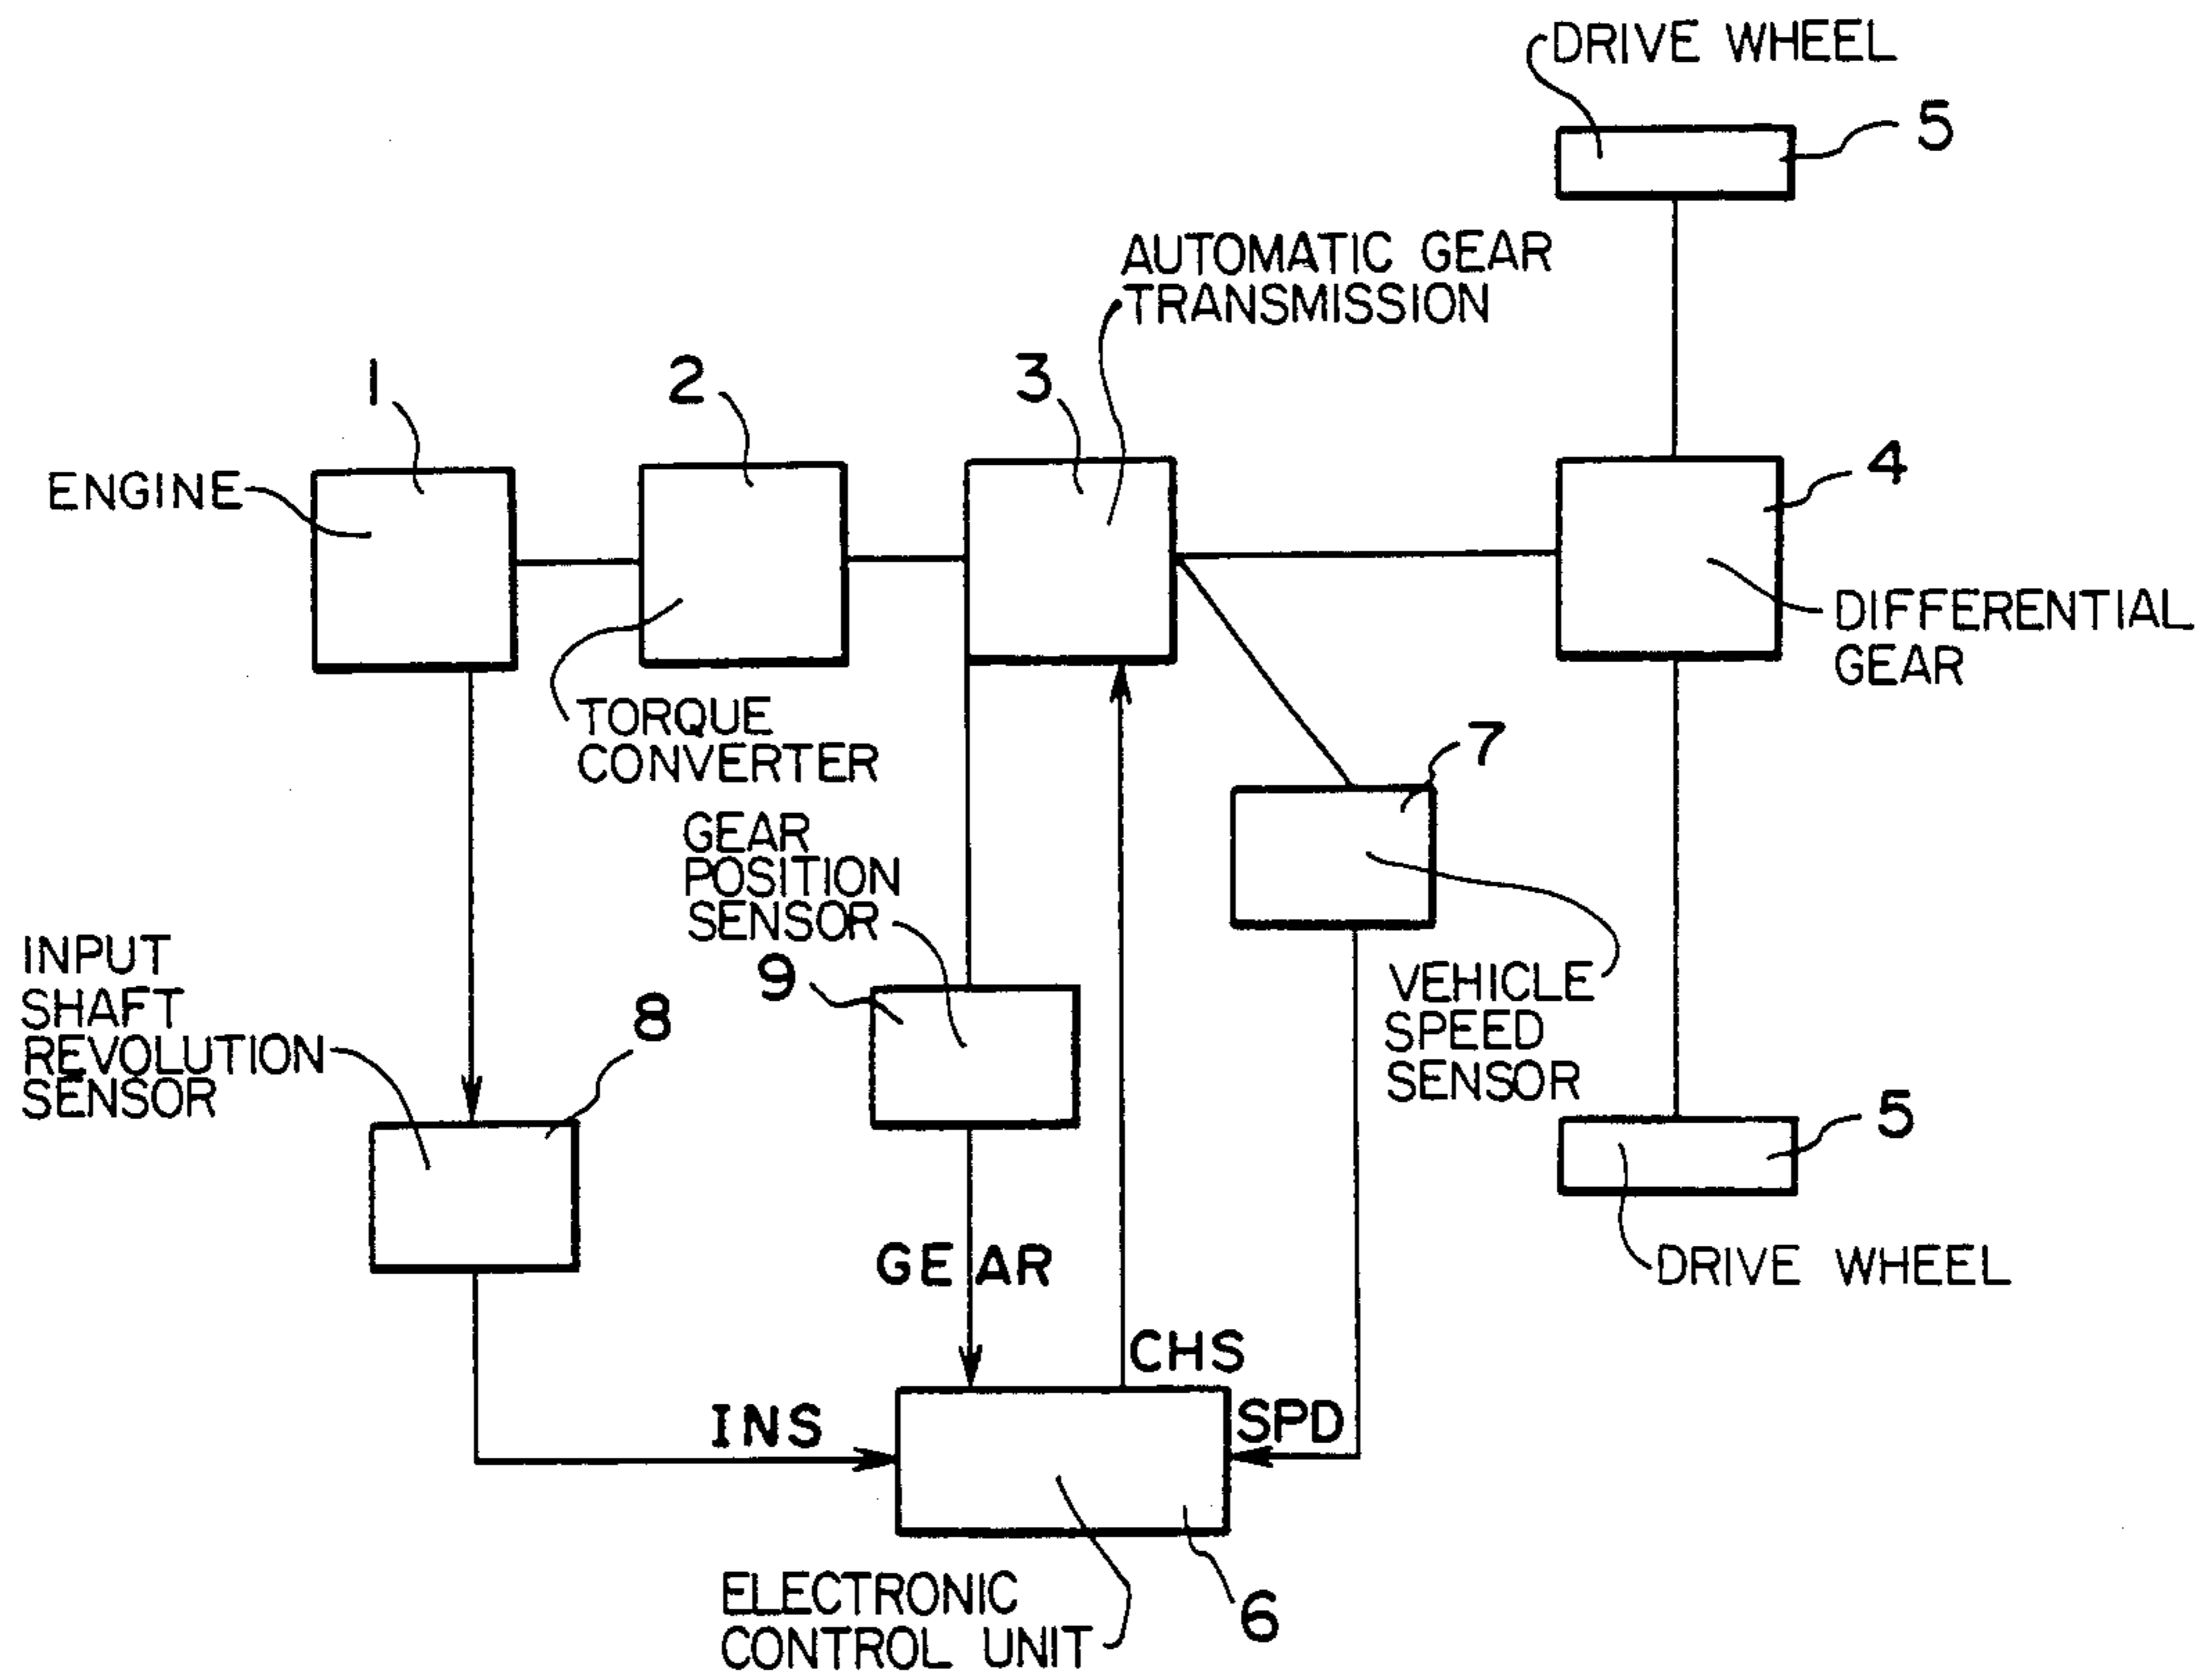 DRIVE WHEEL
5
AUTOMATIC GEAR
TRANSMISSION
1
2
3
4
ENGINE
DIFFERENTIAL
GEAR
TORQUE
CONVERTER
7
GEAR
POSITION
SENSOR
9
INPUT
SHAFT
REVOLUTION
SENSOR
8
VEHICLE
SPEED
SENSOR
5
DRIVE WHEEL
GEAR
CHS
INS
SPD
ELECTRONIC
CONTROL UNIT
6